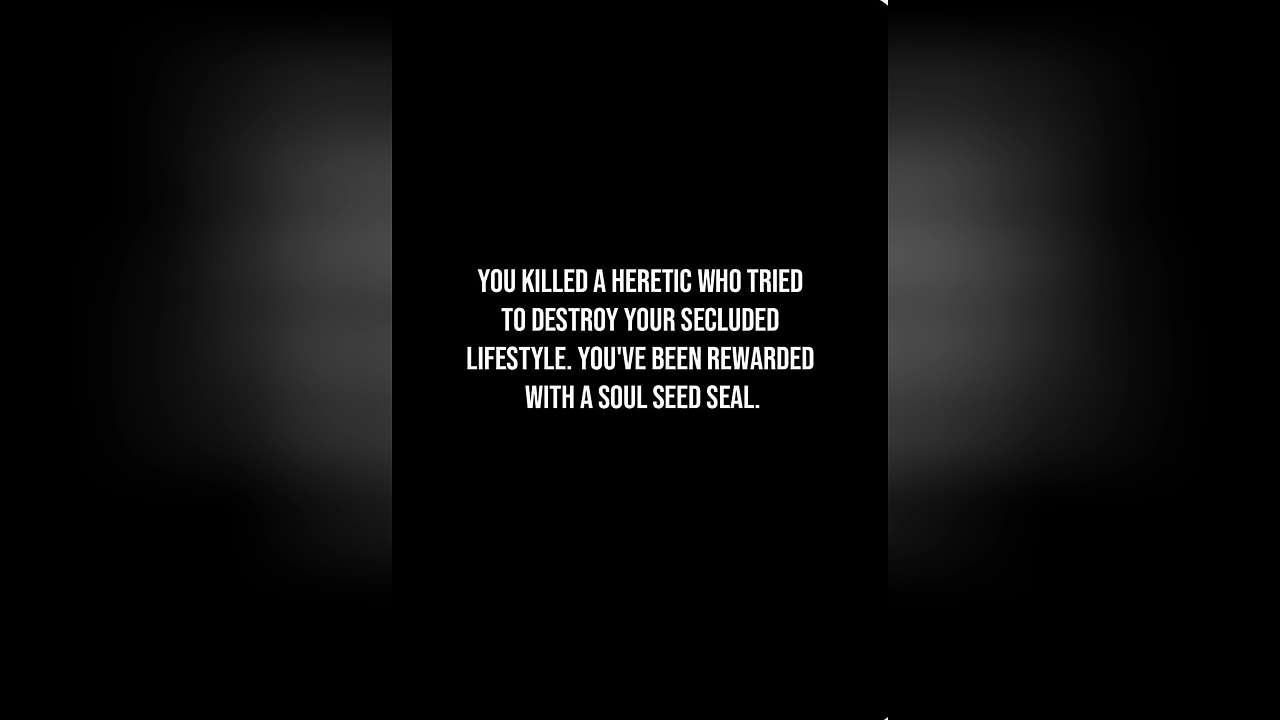 YOU KILLED A HERETIC WHO TRIED
TO DESTROY YOUR SECLUDED
LIFESTYLE. YOU'VE BEEN REWARDED
WITH A SOUL SEED SEAL.